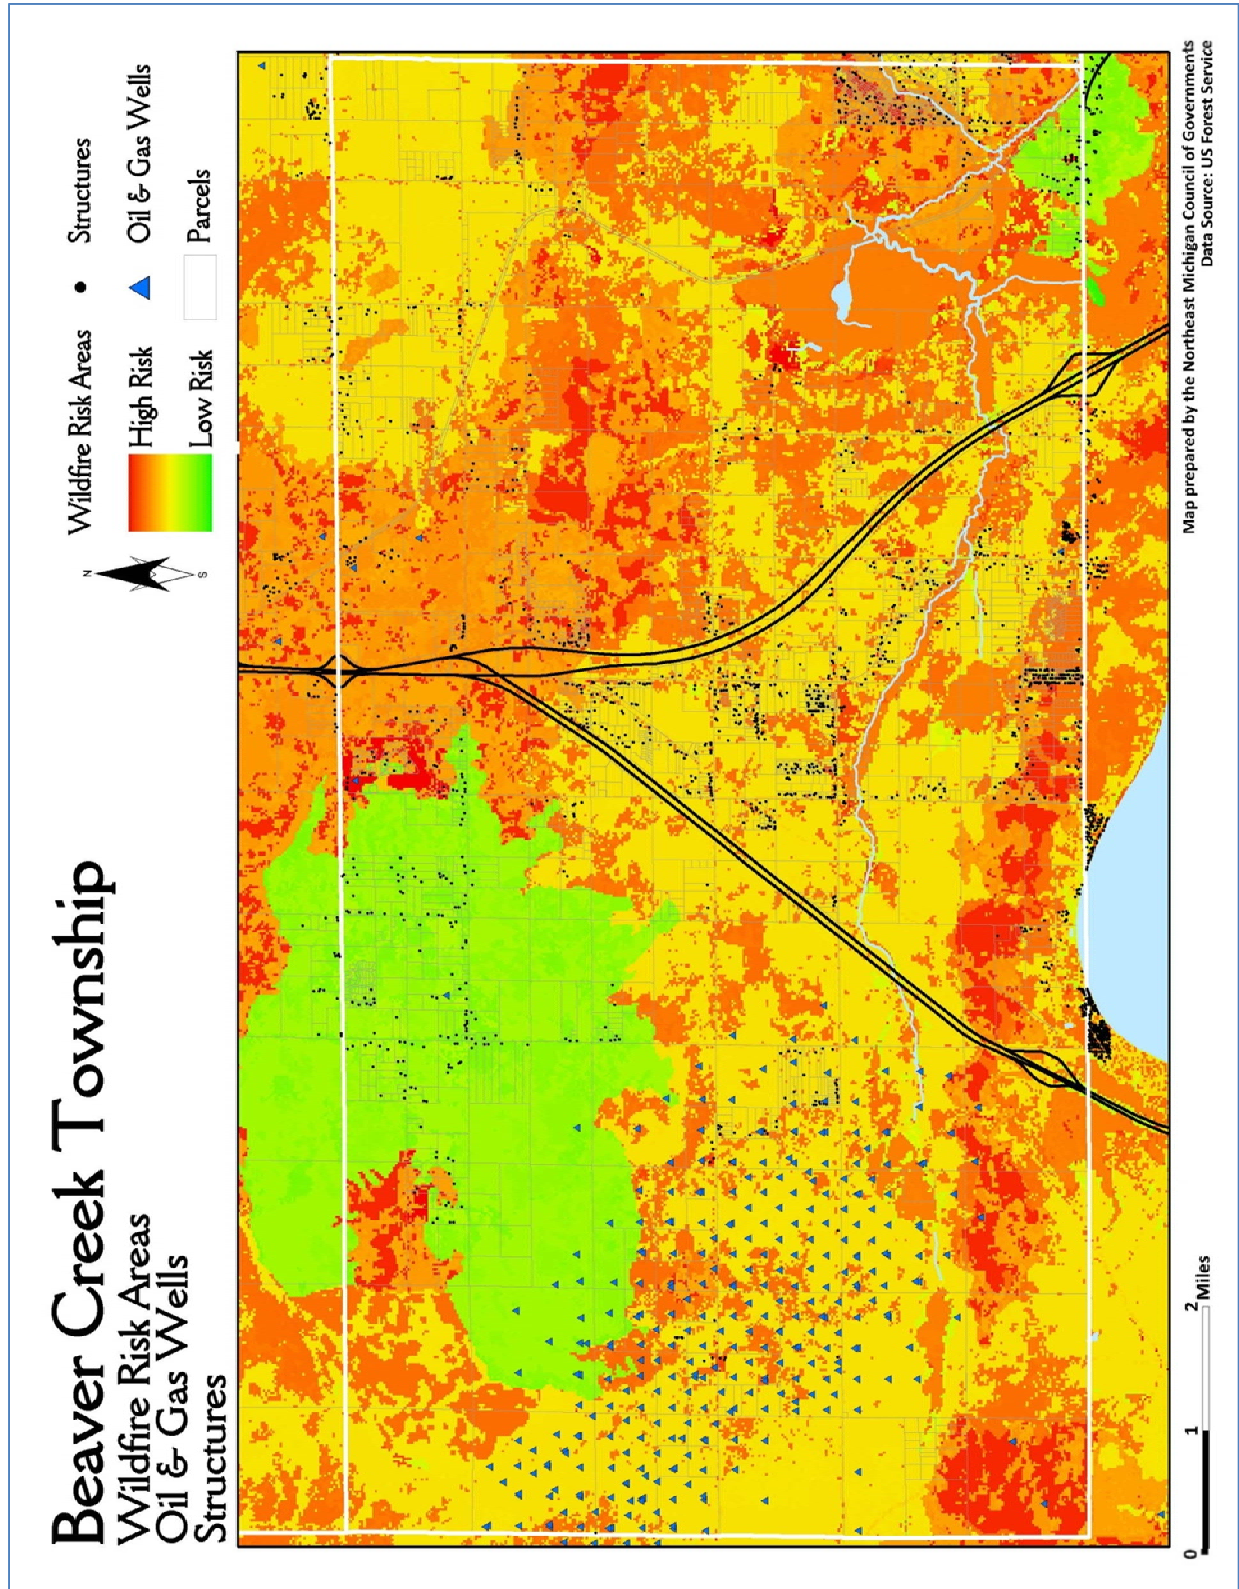 Beaver Creek Township
Wildfire Risk Areas
Oil & Gas Wells
Structures
N
S
Wildfire Risk Areas
High Risk
Low Risk
Structures
Oil & Gas Wells
Parcels
0 1 2 Miles
Map prepared by the Northeast Michigan Council of Governments
Data Source: US Forest Service